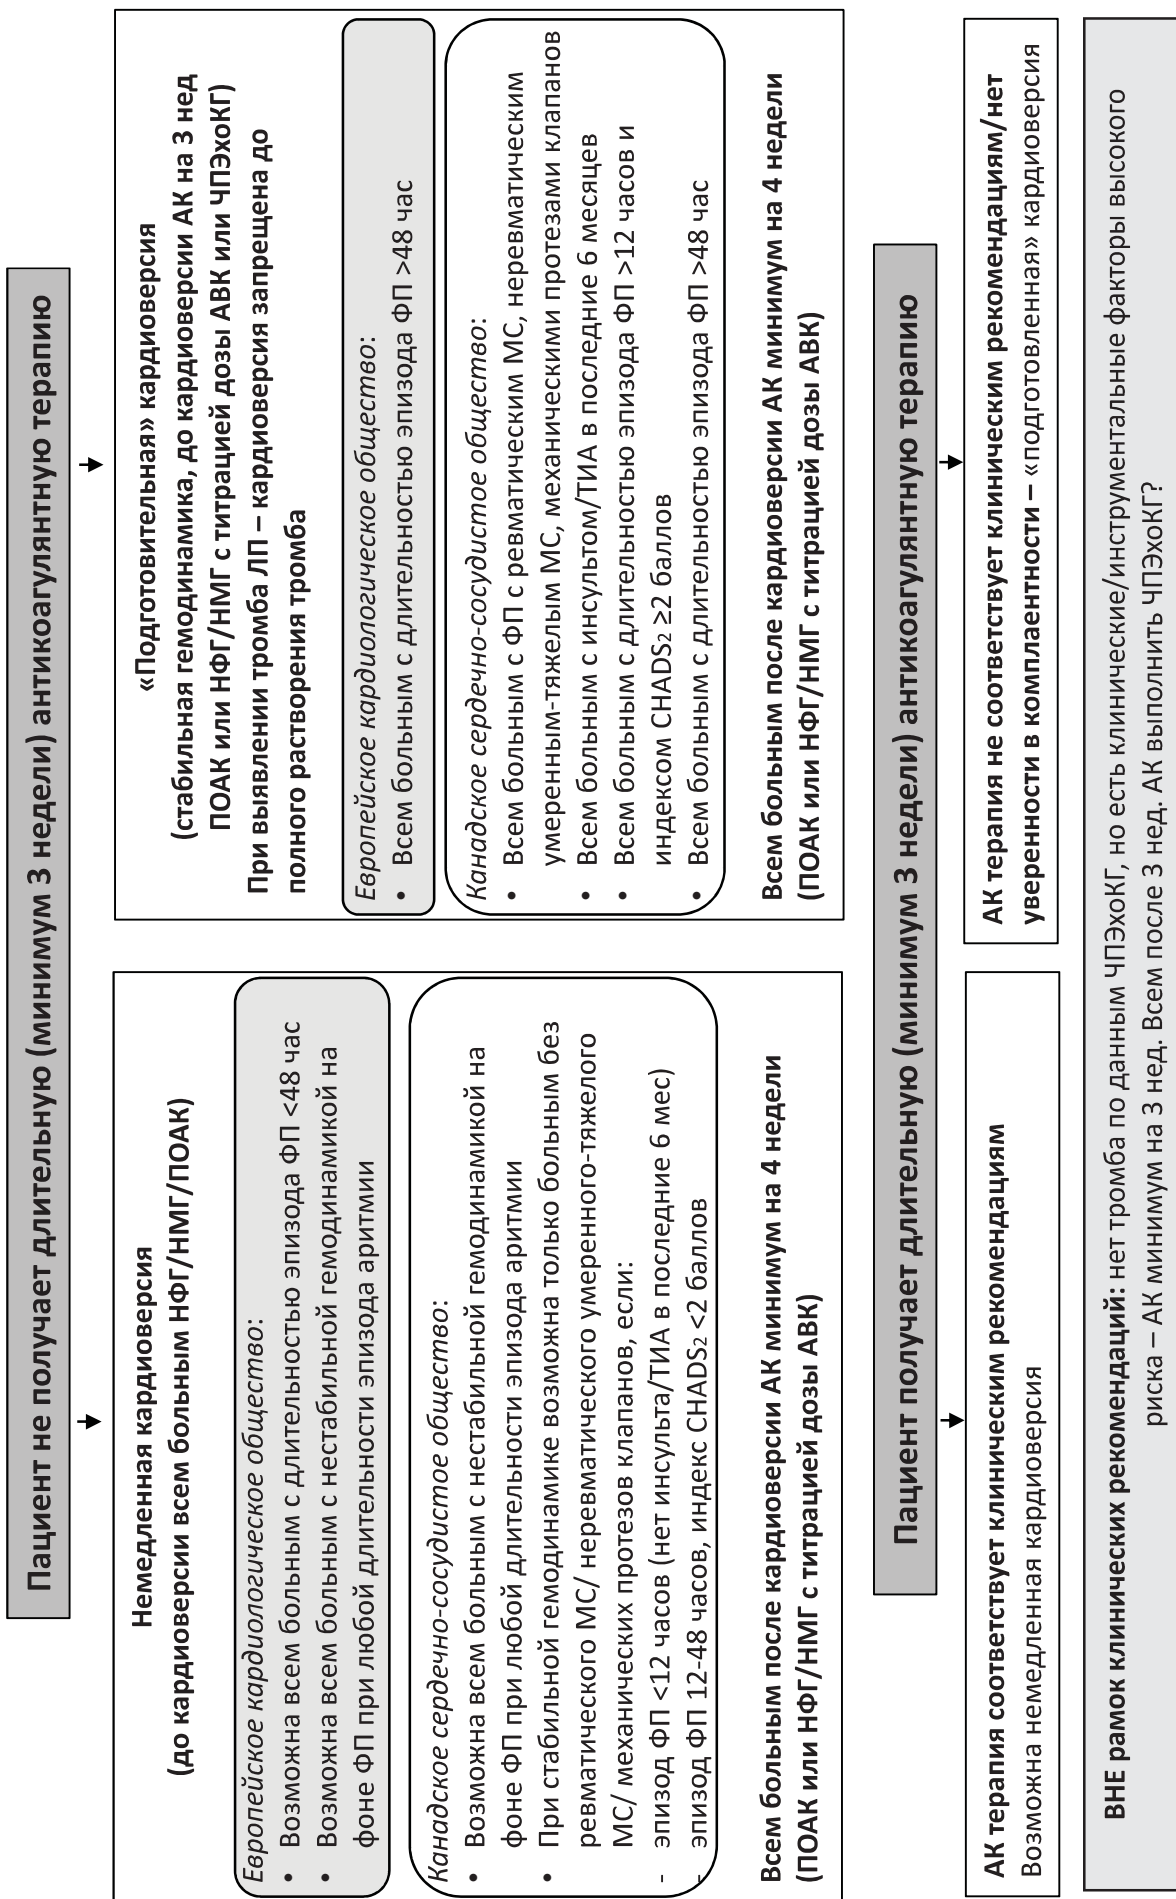 Пациент не получает длительную (минимум 3 недели) антикоагулянтную терапию
Немедленная кардиоверсия
(до кардиоверсии всем больным НФГ/НМГ/ПОАК)
Европейское кардиологическое общество:
• Возможна всем больным с длительностью эпизода ФП <48 час
• Возможна всем больным с нестабильной гемодинамикой на
фоне ФП при любой длительности эпизода аритмии
Канадское сердечно-сосудистое общество:
• Возможна всем больным с нестабильной гемодинамикой на
фоне ФП при любой длительности эпизода аритмии
• При стабильной гемодинамике возможна только больным без
ревматического МС/ неревматического умеренного-тяжелого
МС/ механических протезов клапанов, если:
- эпизод ФП <12 часов (нет инсульта/ТИА в последние 6 мес)
- эпизод ФП 12-48 часов, индекс CHADS₂ <2 баллов
Всем больным после кардиоверсии АК минимум на 4 недели
(ПОАК или НФГ/НМГ с титрацией дозы АВК)
«Подготовительная» кардиоверсия
(стабильная гемодинамика, до кардиоверсии АК на 3 нед
ПОАК или НФГ/НМГ с титрацией дозы АВК или ЧПЭхоКГ)
При выявлении тромба ЛП – кардиоверсия запрещена до
полного растворения тромба
Европейское кардиологическое общество:
• Всем больным с длительностью эпизода ФП >48 час
Канадское сердечно-сосудистое общество:
• Всем больным с ФП с ревматическим МС, неревматическим
умеренным-тяжелым МС, механическими протезами клапанов
• Всем больным с инсультом/ТИА в последние 6 месяцев
• Всем больным с длительностью эпизода ФП >12 часов и
индексом CHADS₂ ≥2 баллов
• Всем больным с длительностью эпизода ФП >48 час
Всем больным после кардиоверсии АК минимум на 4 недели
(ПОАК или НФГ/НМГ с титрацией дозы АВК)
Пациент получает длительную (минимум 3 недели) антикоагулянтную терапию
АК терапия соответствует клиническим рекомендациям
Возможна немедленная кардиоверсия
АК терапия не соответствует клиническим рекомендациям/нет
уверенности в комплаентности – «подготовленная» кардиоверсия
ВНЕ рамок клинических рекомендаций: нет тромба по данным ЧПЭхоКГ, но есть клинические/инструментальные факторы высокого
риска – АК минимум на 3 нед. Всем после 3 нед. АК выполнить ЧПЭхоКГ?